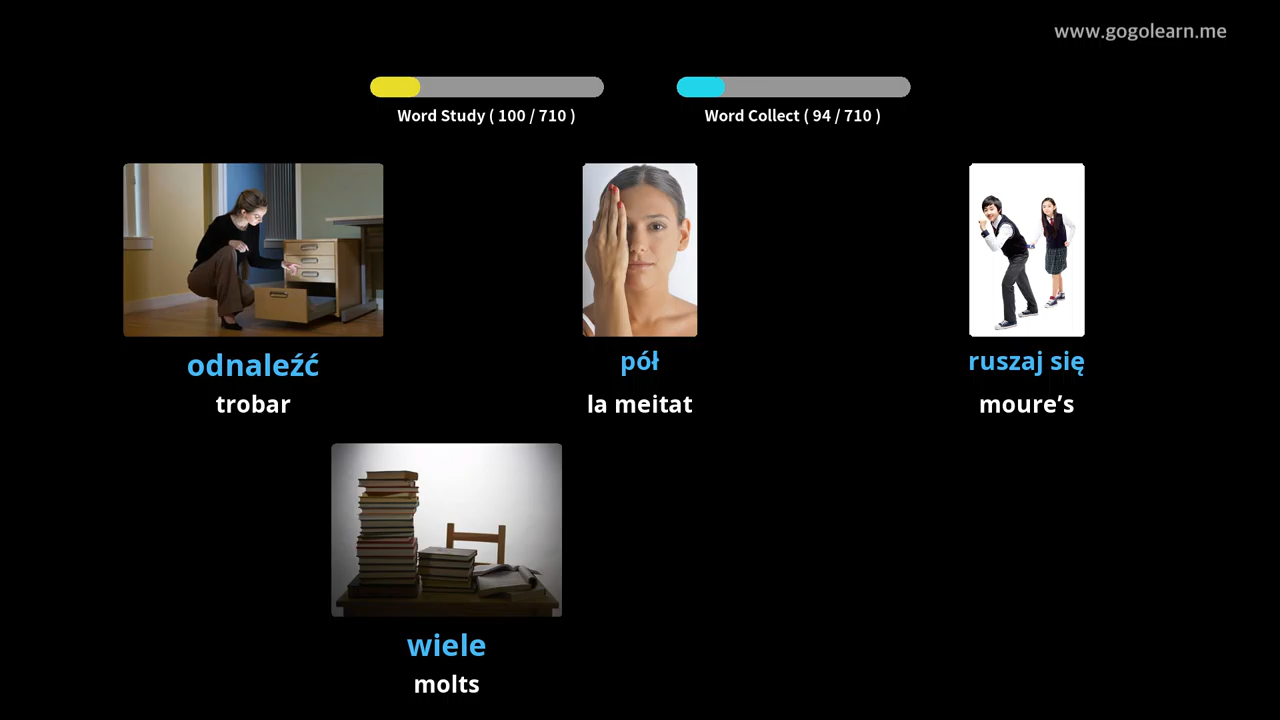 www.gogolearn.me
Word Study ( 100 / 710 )
Word Collect ( 94 / 710 )
odnaleźć
trobar
pół
la meitat
ruszaj się
moure’s
wiele
molts